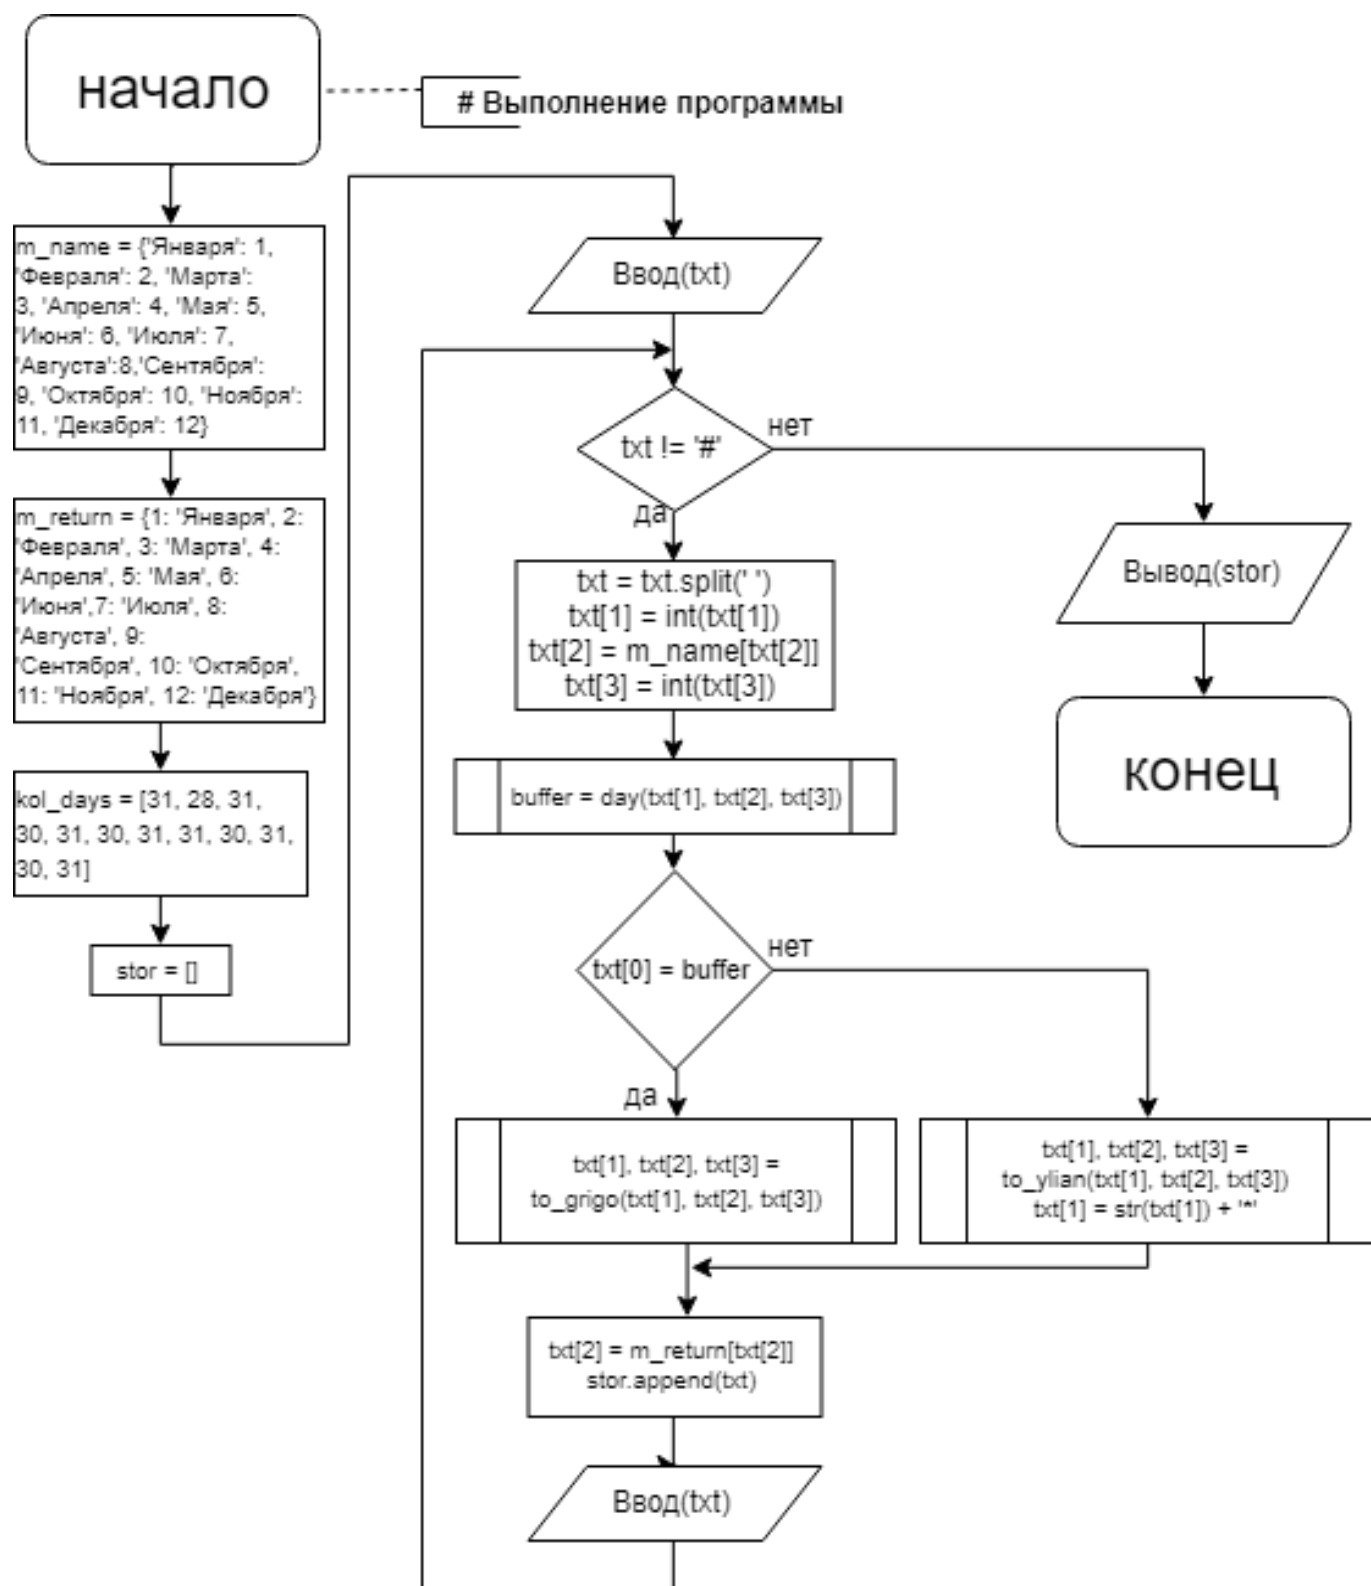 начало
# Выполнение программы
m_name = {'Января': 1,
'Февраля': 2, 'Марта':
3, 'Апреля': 4, 'Мая': 5,
'Июня': 6, 'Июля': 7,
'Августа':8,'Сентября':
9, 'Октября': 10, 'Ноября':
11, 'Декабря': 12}
m_return = {1: 'Января', 2:
'Февраля', 3: 'Марта', 4:
'Апреля', 5: 'Мая', 6:
'Июня',7: 'Июля', 8:
'Августа', 9:
'Сентября', 10: 'Октября',
11: 'Ноября', 12: 'Декабря'}
kol_days = [31, 28, 31,
30, 31, 30, 31, 31, 30, 31,
30, 31]
stor = []
Ввод(txt)
txt != '#'
нет
да
Вывод(stor)
конец
txt = txt.split(' ')
txt[1] = int(txt[1])
txt[2] = m_name[txt[2]]
txt[3] = int(txt[3])
buffer = day(txt[1], txt[2], txt[3])
txt[0] = buffer
нет
да
txt[1], txt[2], txt[3] =
to_grigo(txt[1], txt[2], txt[3])
txt[1], txt[2], txt[3] =
to_ylian(txt[1], txt[2], txt[3])
txt[1] = str(txt[1]) + '*'
txt[2] = m_return[txt[2]]
stor.append(txt)
Ввод(txt)